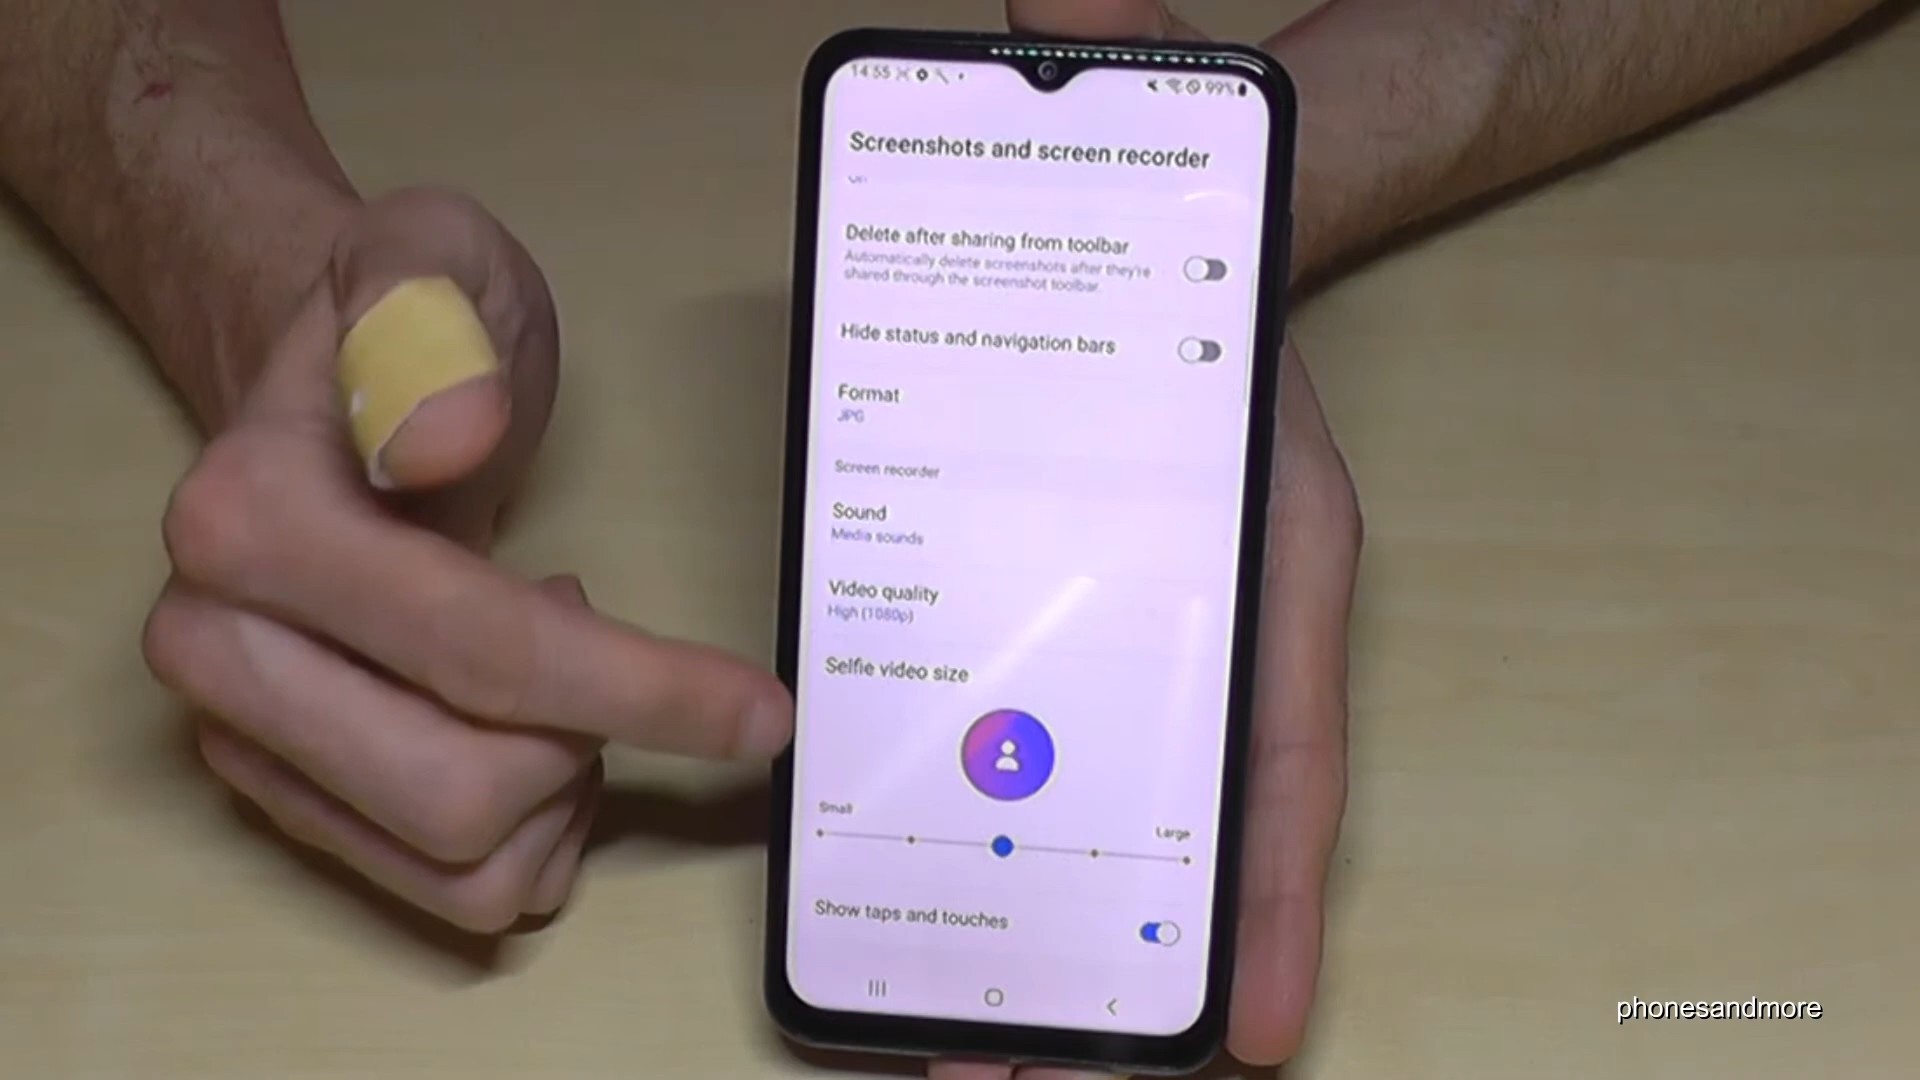 14:55
99%
Screenshots and screen recorder
Delete after sharing from toolbar
Automatically delete screenshots after they're
shared through the screenshot toolbar.
Hide status and navigation bars
Format
JPG
Screen recorder
Sound
Media sounds
Video quality
High (1080p)
Selfie video size
Small
Large
Show taps and touches
phonesandmore